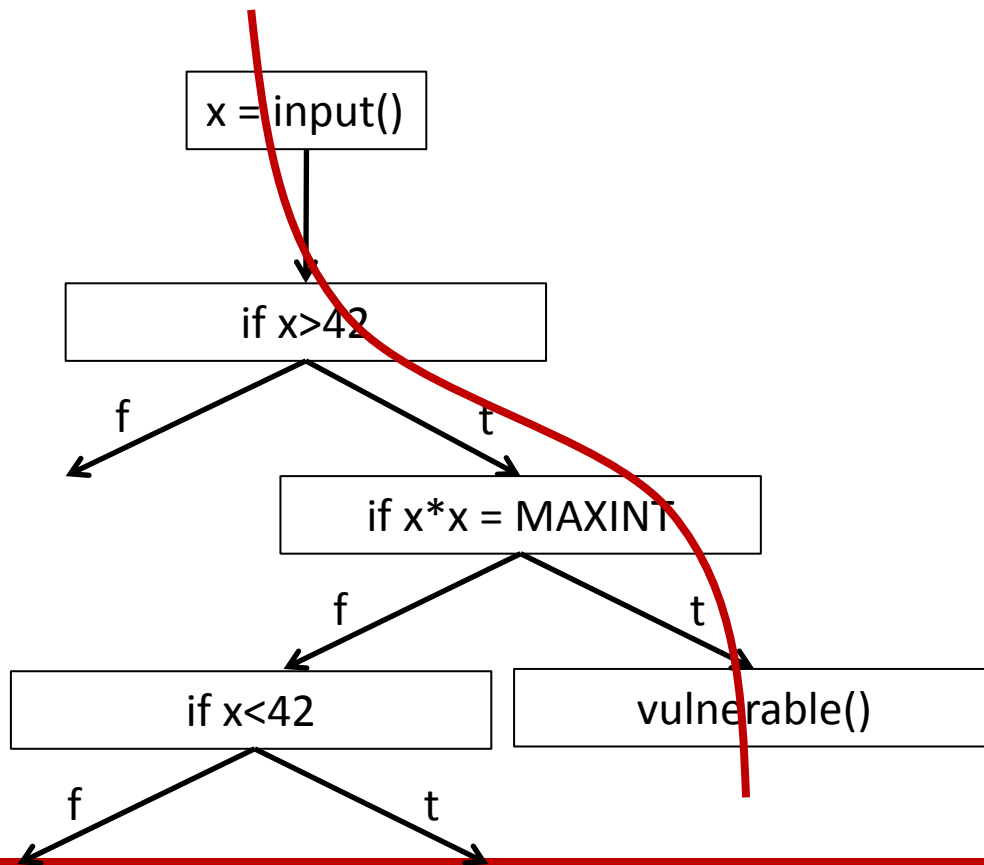 x = input()
if x>42
f
t
if x*x = MAXINT
f
t
if x<42
vulnerable()
f
t